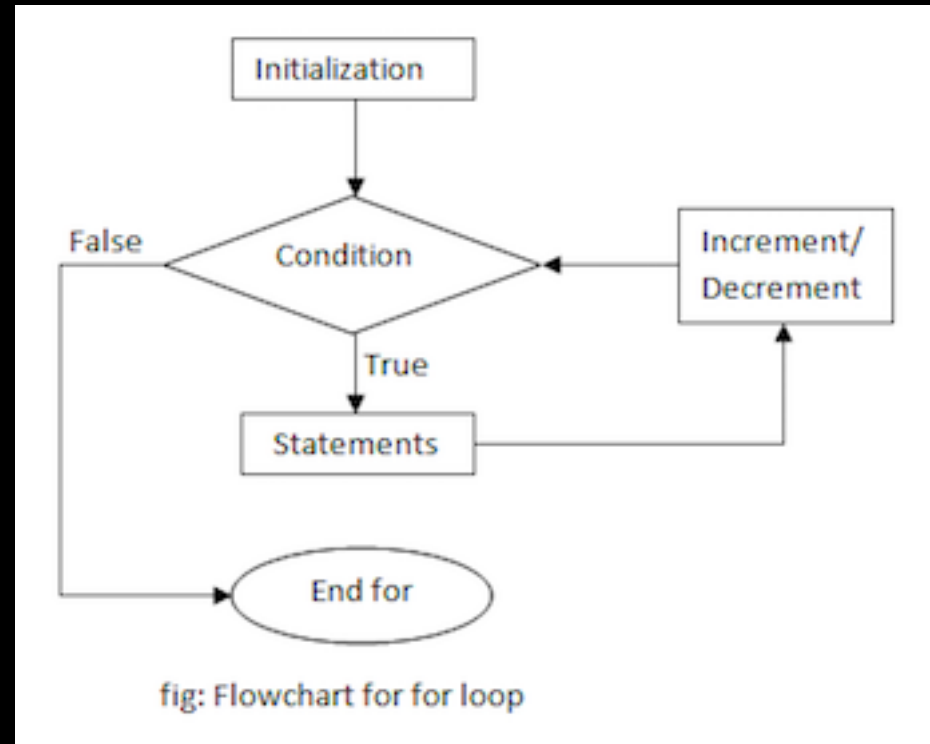 Initialization
False
Condition
Increment/
Decrement
True
Statements
End for
fig: Flowchart for for loop